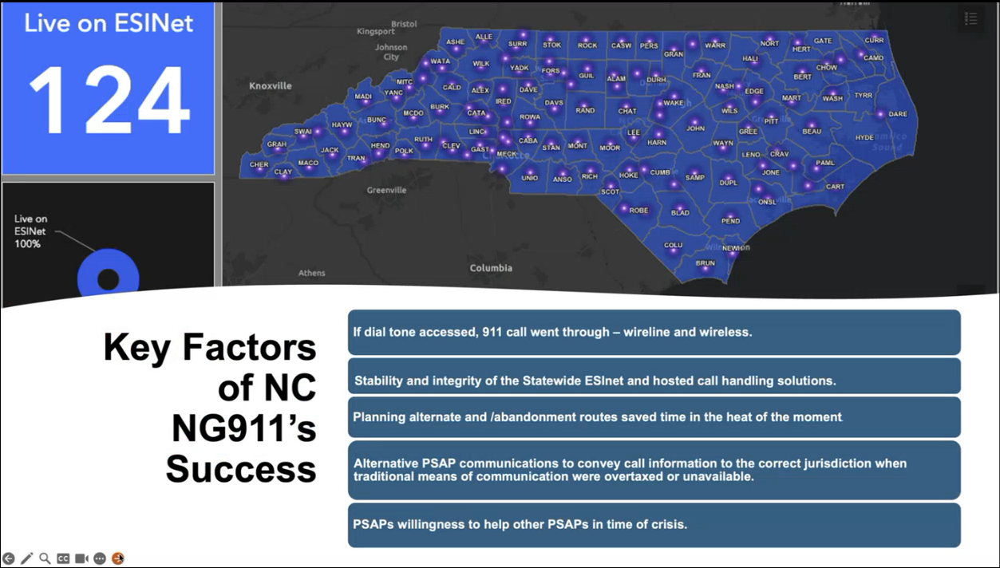 Live on ESINet
124
Live on
ESINet
100%
Bristol
Kingsport
Johnson
City
Knoxville
Greenville
Columbia
Athens
ASHE
ALLE
SURR
STOK
ROCK
CASW
PERS
GRAN
WARR
NORT
HERT
GATE
CURR
CAMD
WATA
WILK
YADK
FORS
GUIL
ALAM
DURH
FRAN
HALI
BERT
CHOW
MITC
YANC
CALD
ALEX
IRED
DAVE
NASH
EDGE
MART
WASH
TYRR
MADI
MCDO
BURK
CATA
ROWA
DAVS
RAND
CHAT
WAKE
WILS
PITT
DARE
SWAI
HAYW
BUNC
RUTH
LINC
CABA
LEE
JOHN
GREE
BEAU
HYDE
GRAH
JACK
HEND
POLK
CLEV
GAST
MECK
STAN
MONT
MOOR
HARN
WAYN
LENO
CRAV
PAML
CHER
CLAY
MACO
TRAN
UNIO
ANSO
RICH
HOKE
CUMB
SAMP
DUPL
JONE
CART
SCOT
ONSL
ROBE
BLAD
PEND
COLU
NEWH
BRUN
Key Factors
of NC
NG911’s
Success
If dial tone accessed, 911 call went through – wireline and wireless.
Stability and integrity of the Statewide ESInet and hosted call handling solutions.
Planning alternate and /abandonment routes saved time in the heat of the moment
Alternative PSAP communications to convey call information to the correct jurisdiction when
traditional means of communication were overtaxed or unavailable.
PSAPs willingness to help other PSAPs in time of crisis.
CC